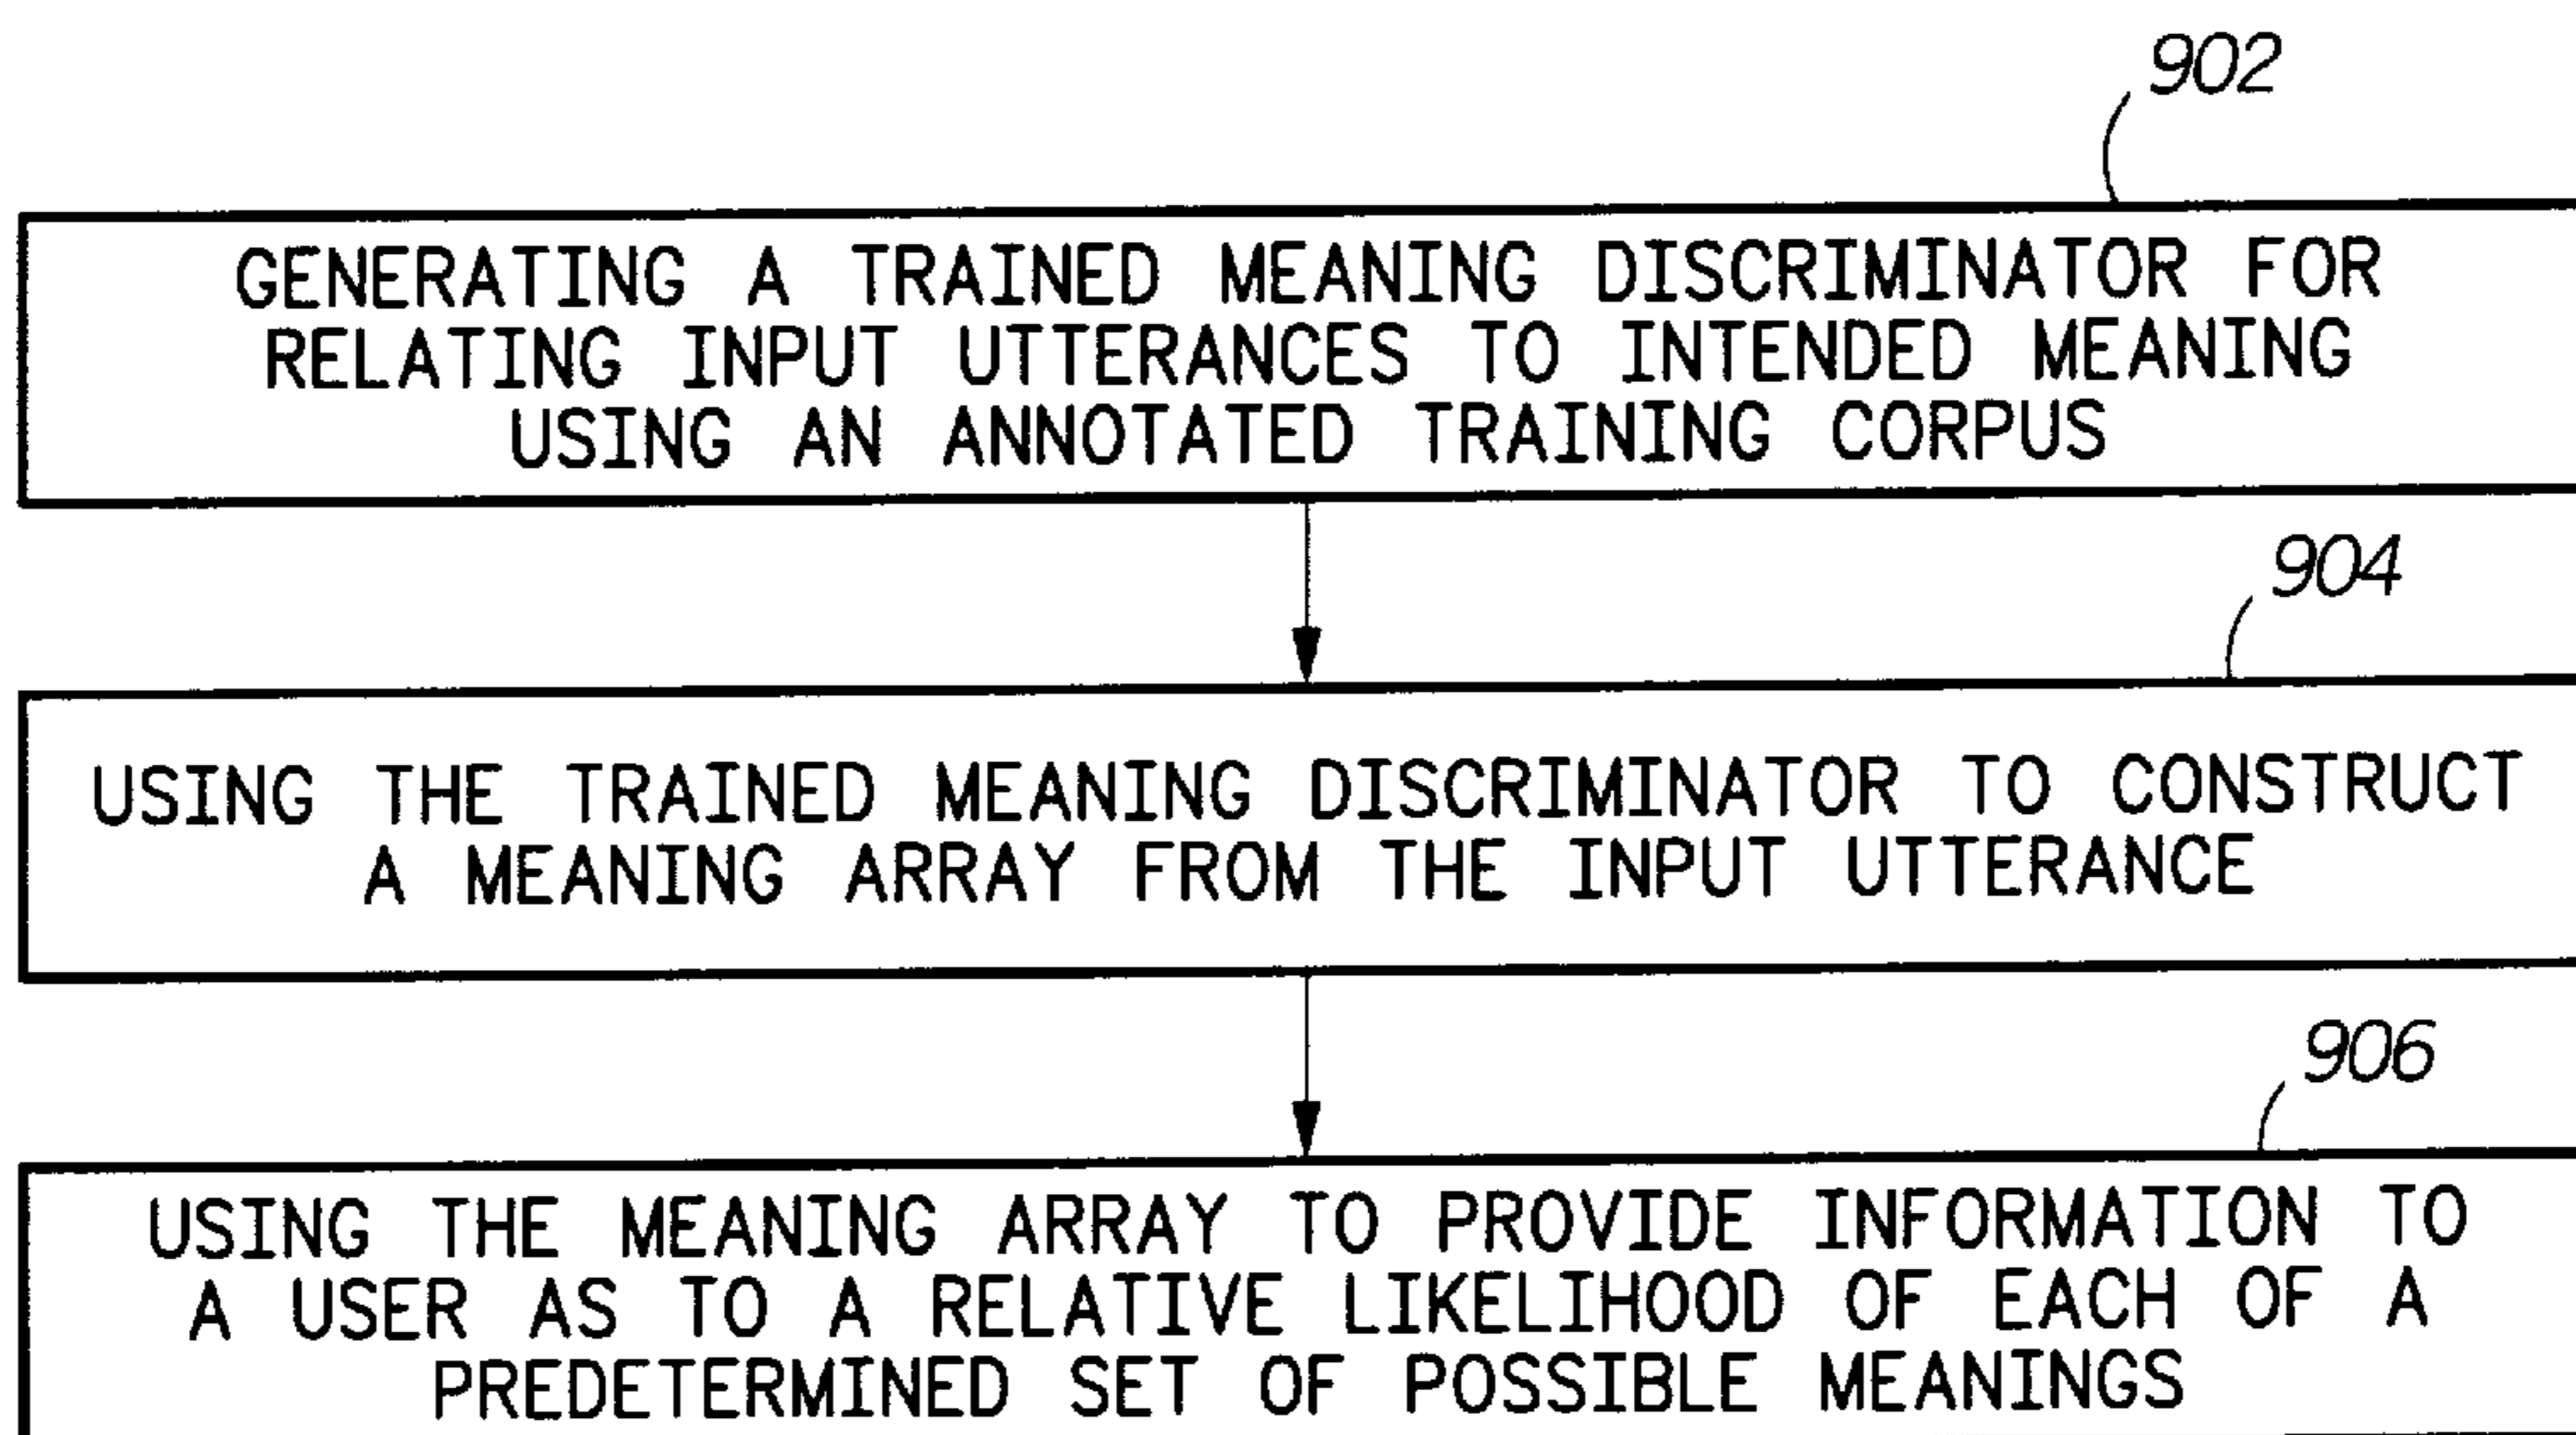 902
GENERATING A TRAINED MEANING DISCRIMINATOR FOR
RELATING INPUT UTTERANCES TO INTENDED MEANING
USING AN ANNOTATED TRAINING CORPUS
904
USING THE TRAINED MEANING DISCRIMINATOR TO CONSTRUCT
A MEANING ARRAY FROM THE INPUT UTTERANCE
906
USING THE MEANING ARRAY TO PROVIDE INFORMATION TO
A USER AS TO A RELATIVE LIKELIHOOD OF EACH OF A
PREDETERMINED SET OF POSSIBLE MEANINGS